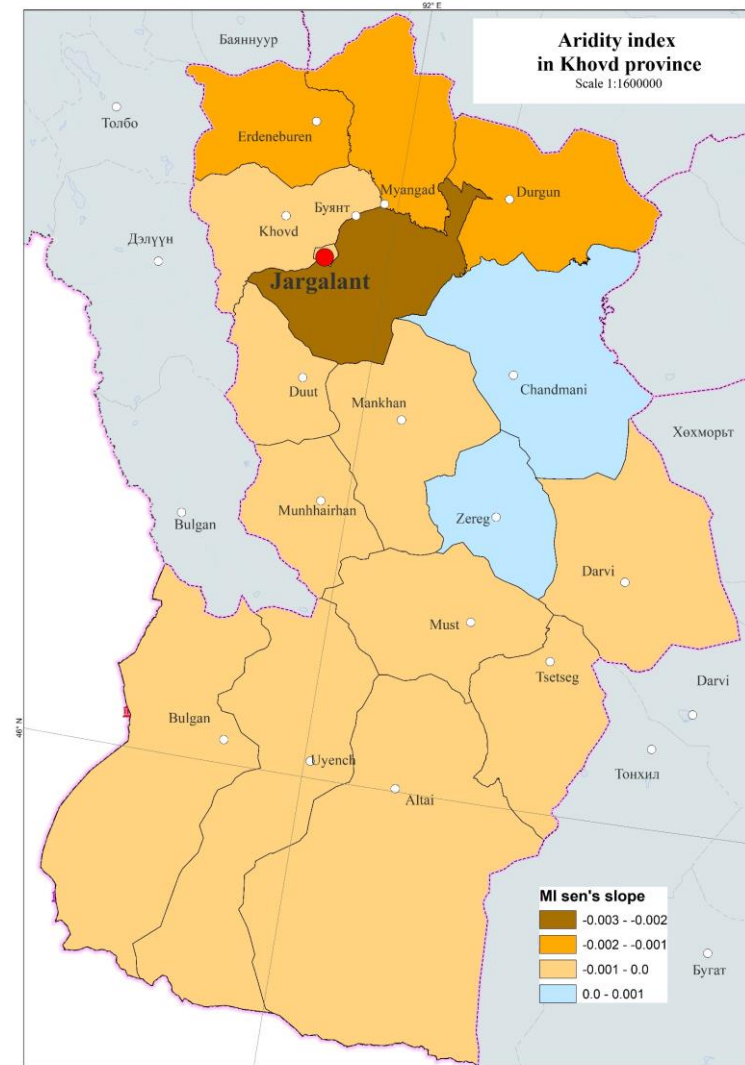 92° E
Баяннуур
Aridity index
in Khovd province
Scale 1:1600000
Толбо
Erdeneburen
Myangad
Durgun
Буянт
Khovd
Дэлүүн
Jargalant
Duut
Mankhan
Chandmani
Хөхморьт
Munhhairhan
Zereg
Bulgan
Darvi
Must
Tsetseg
Darvi
Bulgan
46° N
Uyench
Тонхил
Altai
MI sen's slope
-0.003 - -0.002
-0.002 - -0.001
-0.001 - 0.0
0.0 - 0.001
Бугат